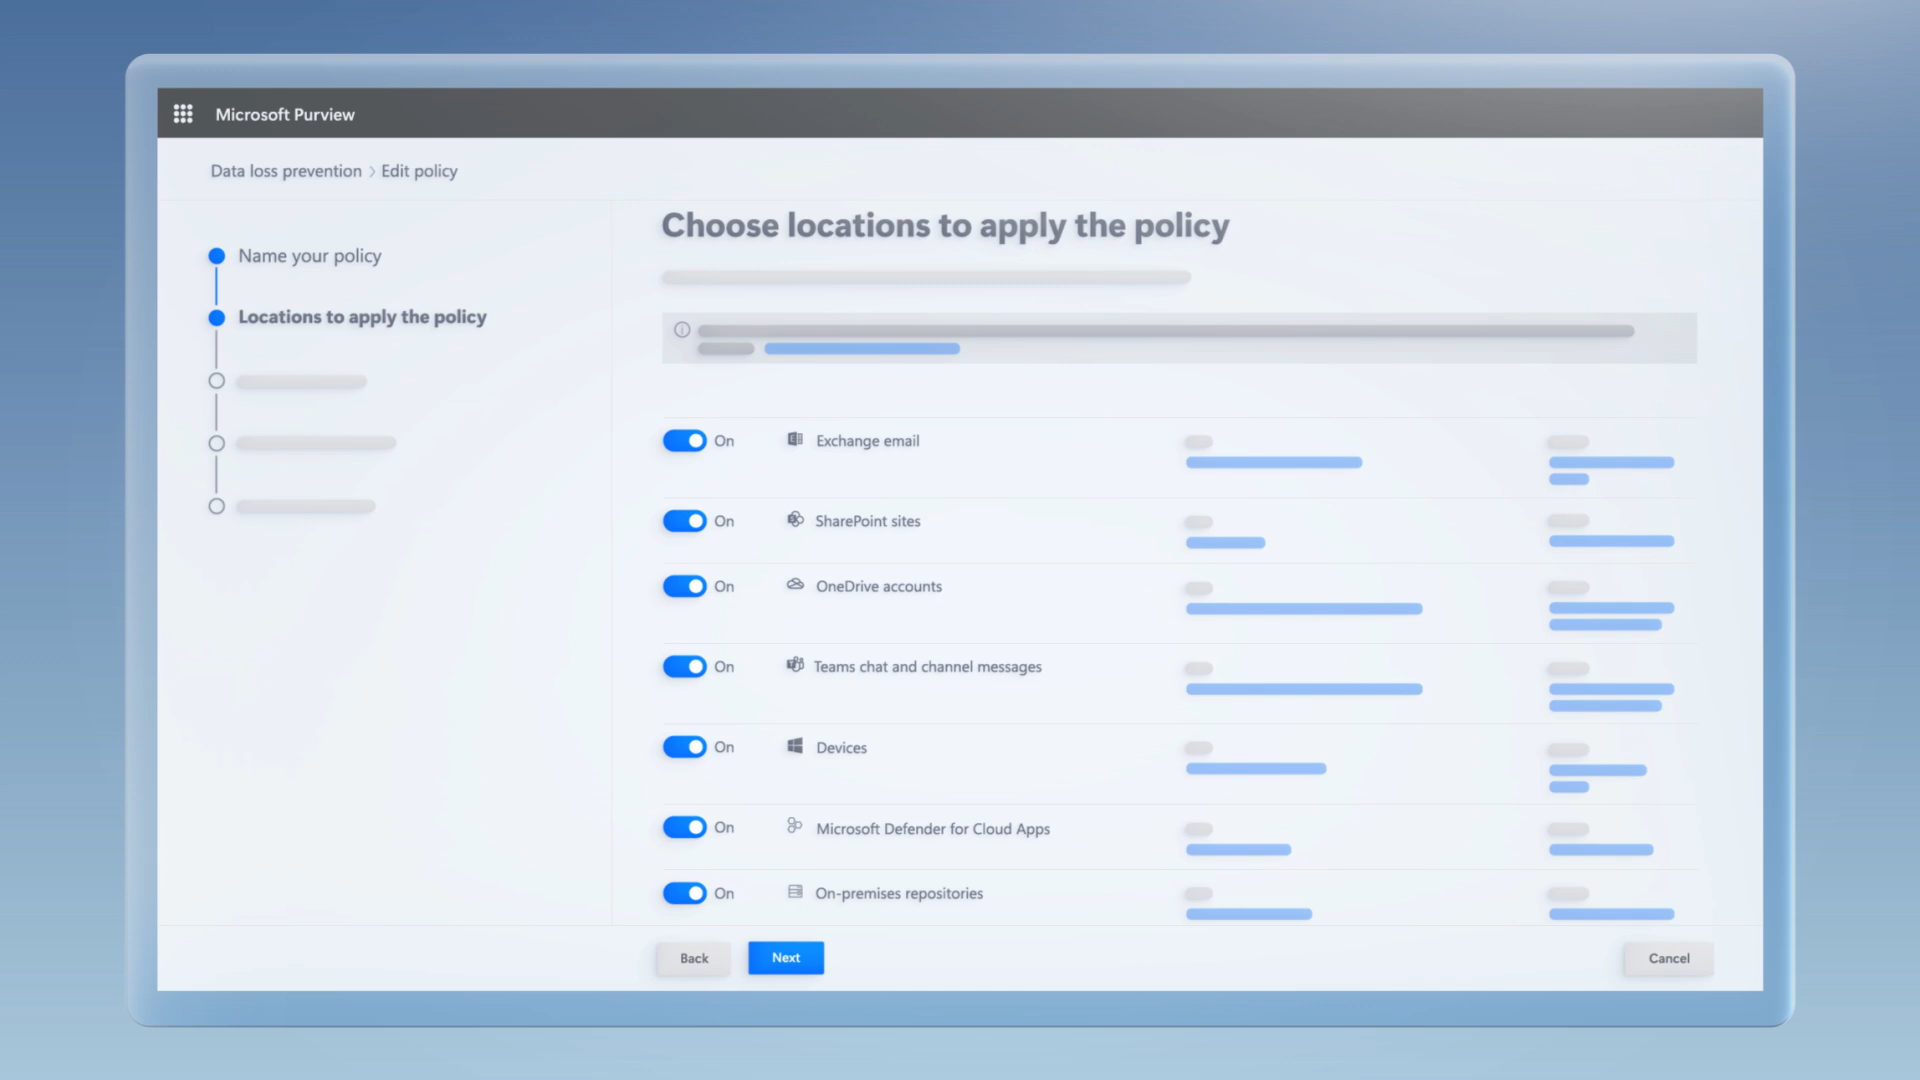 Microsoft Purview
Data loss prevention > Edit policy
Name your policy
Locations to apply the policy
Choose locations to apply the policy
On Exchange email
On SharePoint sites
On OneDrive accounts
On Teams chat and channel messages
On Devices
On Microsoft Defender for Cloud Apps
On On-premises repositories
Back Next Cancel